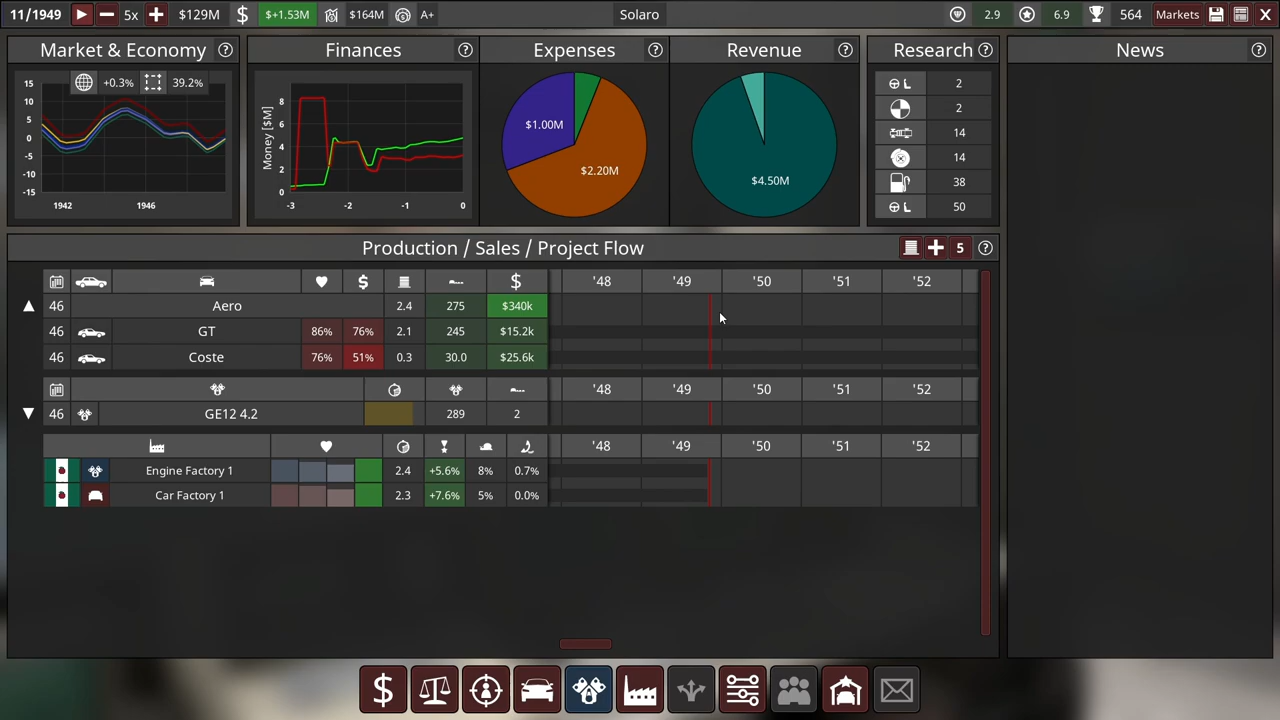 11/1949 5x $129M $ $+1.53M $164M A+ Solaro 2.9 6.9 564 Markets
Market & Economy ?
+0.3% 39.2%
15
10
5
0
-5
-10
-15
1942 1946
Finances ?
Money [$M]
8
6
4
2
0
-3 -2 -1 0
Expenses ?
$1.00M
$2.20M
Revenue ?
$4.50M
Research ?
L 2
2
14
14
38
L 50
News ?
Production / Sales / Project Flow 5 ?
$ $ '48 '49 '50 '51 '52
46 Aero 2.4 275 $340k
46 GT 86% 76% 2.1 245 $15.2k
46 Coste 76% 51% 0.3 30.0 $25.6k
'48 '49 '50 '51 '52
46 GE12 4.2 289 2
'48 '49 '50 '51 '52
Engine Factory 1 2.4 +5.6% 8% 0.7%
Car Factory 1 2.3 +7.6% 5% 0.0%
$